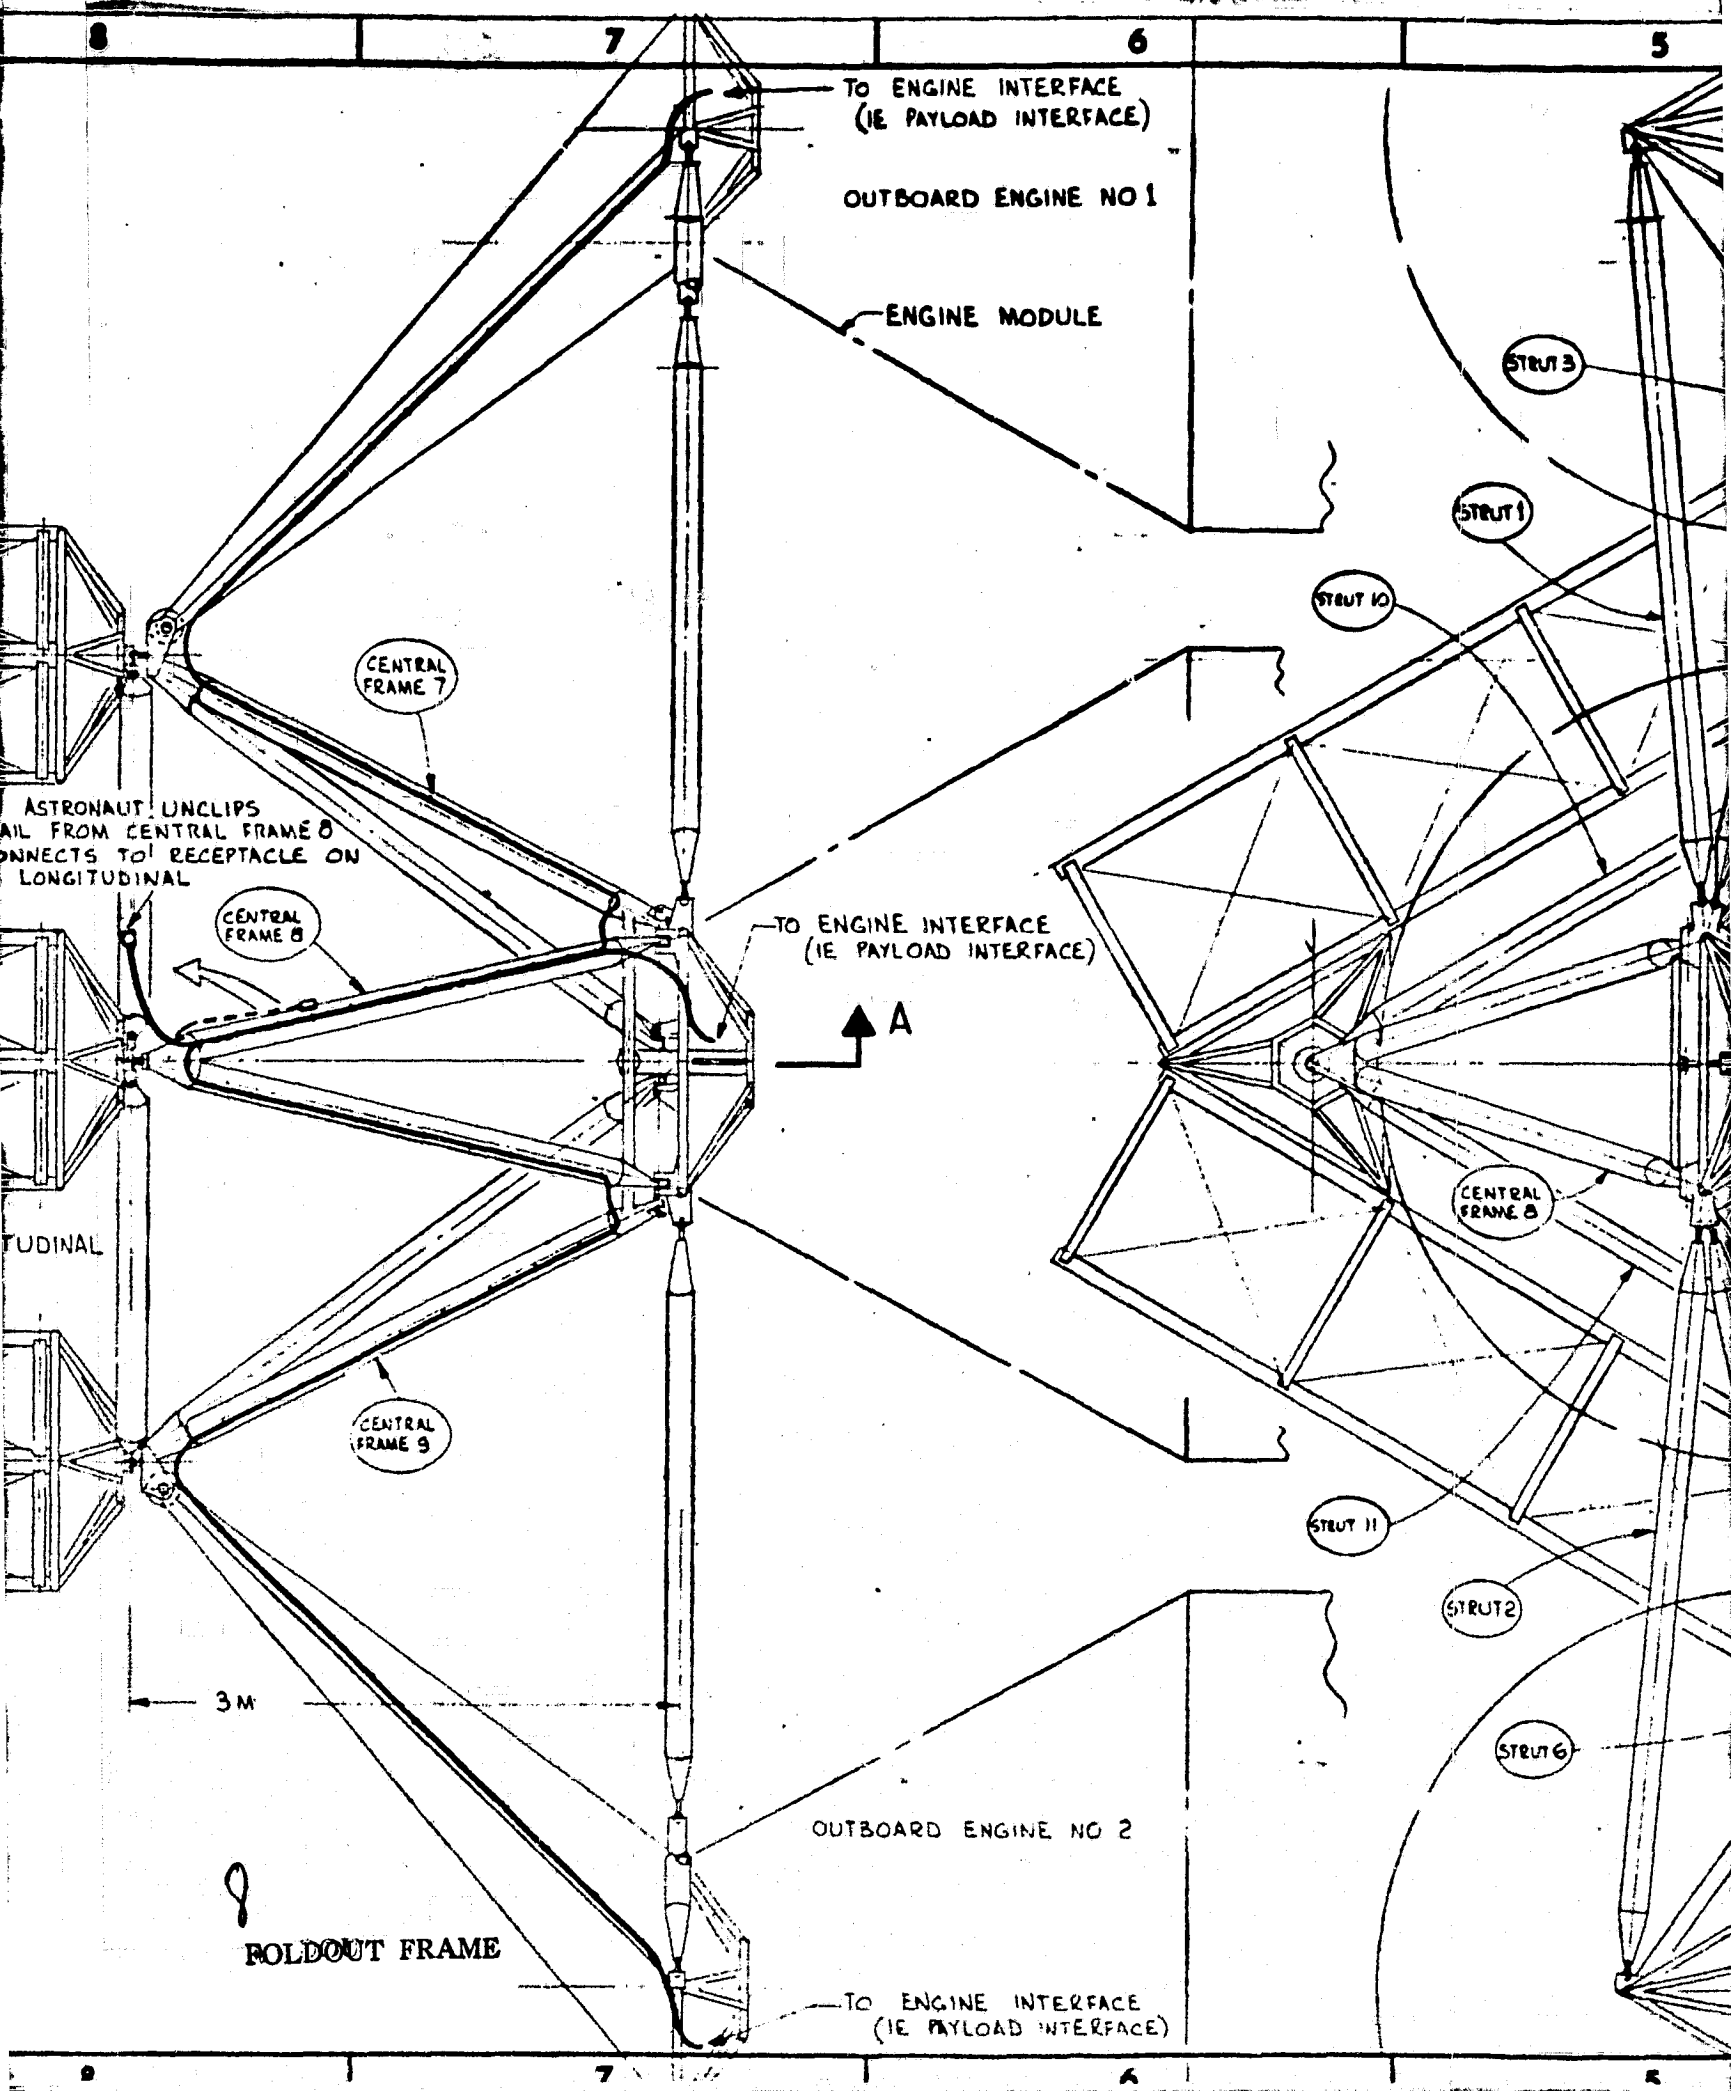 8 7 6 5
TO ENGINE INTERFACE
(IE PAYLOAD INTERFACE)
OUTBOARD ENGINE NO 1
ENGINE MODULE
STRUT 3
STRUT 1
STRUT 10
CENTRAL
FRAME 7
ASTRONAUT UNCLIPS
AIL FROM CENTRAL FRAME 8
ONNECTS TO RECEPTACLE ON
LONGITUDINAL
CENTRAL
FRAME 8
TO ENGINE INTERFACE
(IE PAYLOAD INTERFACE)
A
CENTRAL
FRAME 8
TUDINAL
CENTRAL
FRAME 9
STRUT 11
STRUT 2
3 M
STRUT 6
OUTBOARD ENGINE NO 2
8
FOLDOUT FRAME
TO ENGINE INTERFACE
(IE PAYLOAD INTERFACE)
7 6 5